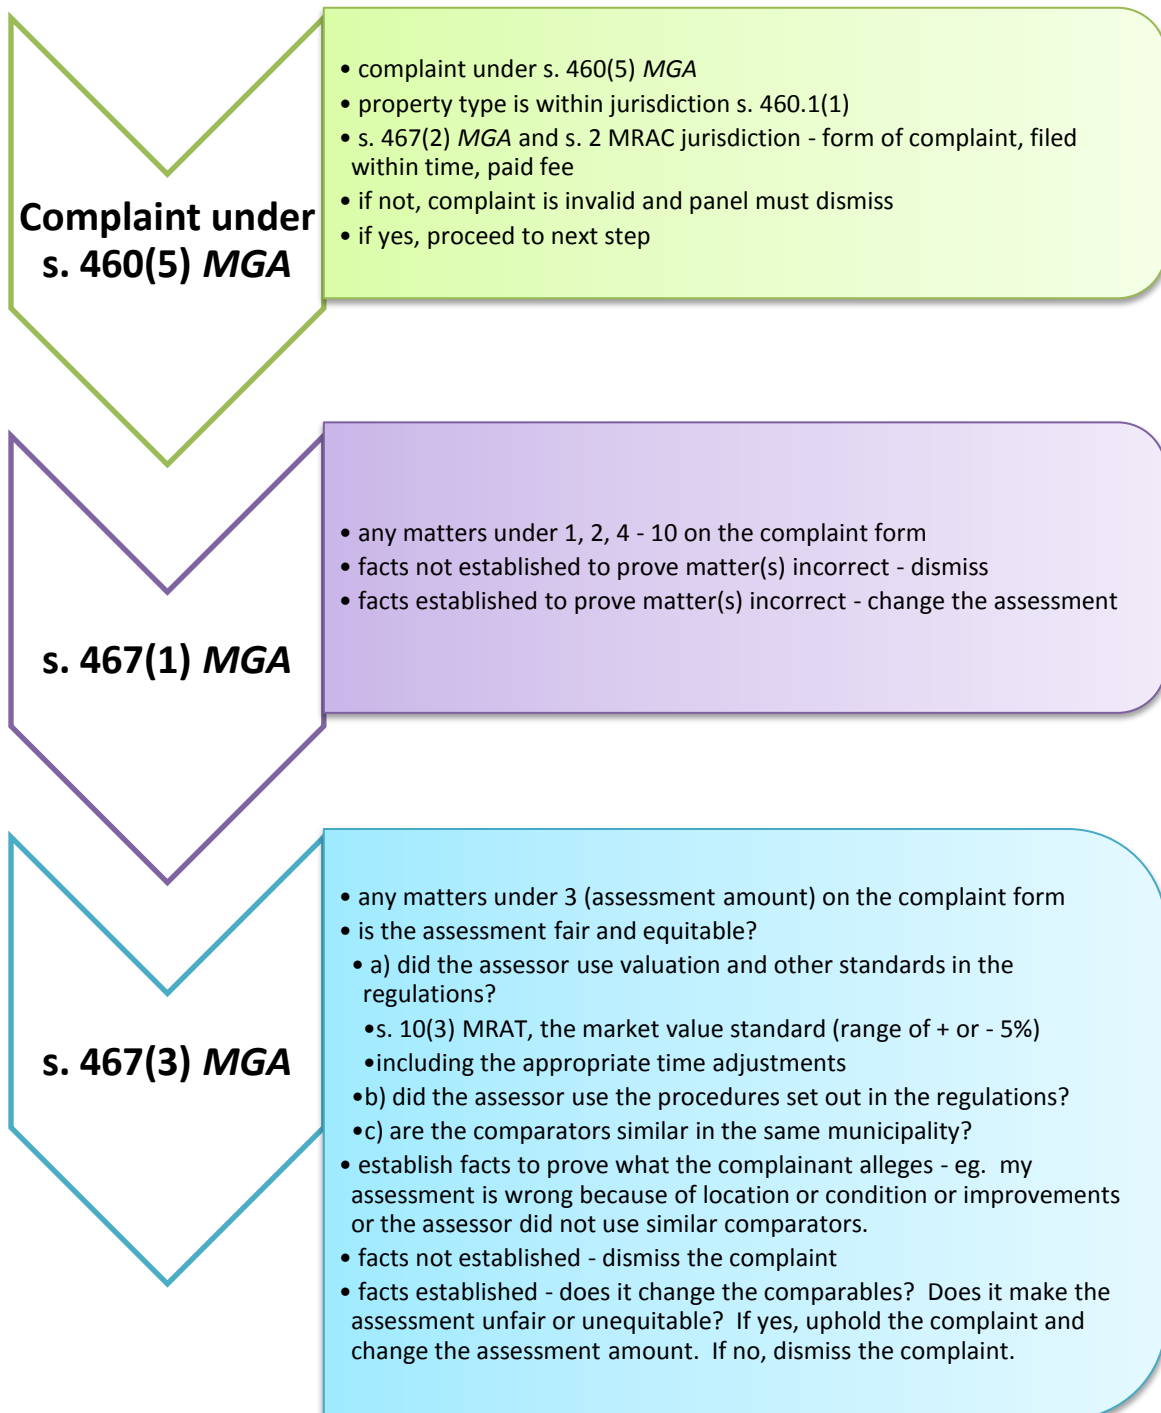 Complaint under
s. 460(5) MGA
• complaint under s. 460(5) MGA
• property type is within jurisdiction s. 460.1(1)
• s. 467(2) MGA and s. 2 MRAC jurisdiction - form of complaint, filed
within time, paid fee
• if not, complaint is invalid and panel must dismiss
• if yes, proceed to next step
s. 467(1) MGA
• any matters under 1, 2, 4 - 10 on the complaint form
• facts not established to prove matter(s) incorrect - dismiss
• facts established to prove matter(s) incorrect - change the assessment
s. 467(3) MGA
• any matters under 3 (assessment amount) on the complaint form
• is the assessment fair and equitable?
• a) did the assessor use valuation and other standards in the
regulations?
•s. 10(3) MRAT, the market value standard (range of + or - 5%)
•including the appropriate time adjustments
•b) did the assessor use the procedures set out in the regulations?
•c) are the comparators similar in the same municipality?
• establish facts to prove what the complainant alleges - eg. my
assessment is wrong because of location or condition or improvements
or the assessor did not use similar comparators.
• facts not established - dismiss the complaint
• facts established - does it change the comparables? Does it make the
assessment unfair or unequitable? If yes, uphold the complaint and
change the assessment amount. If no, dismiss the complaint.